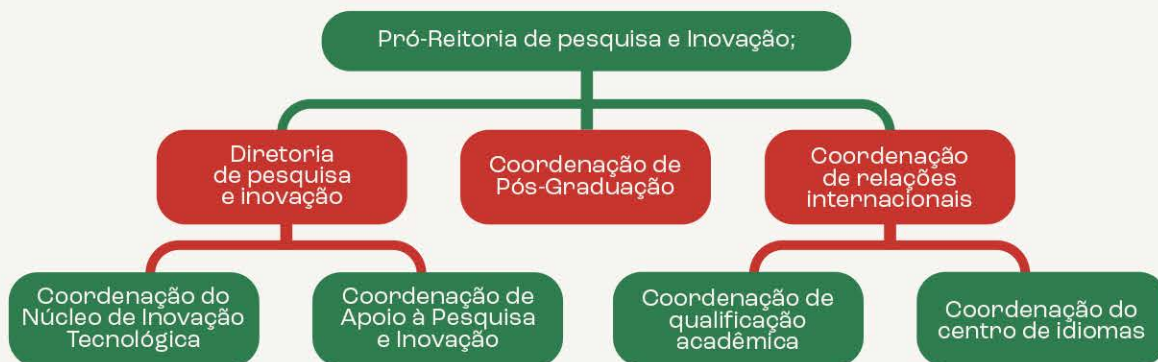 Pró-Reitoria de pesquisa e Inovação;
Diretoria
de pesquisa
e inovação
Coordenação de
Pós-Graduação
Coordenação
de relações
internacionais
Coordenação do
Núcleo de Inovação
Tecnológica
Coordenação de
Apoio à Pesquisa
e Inovação
Coordenação de
qualificação
acadêmica
Coordenação do
centro de idiomas